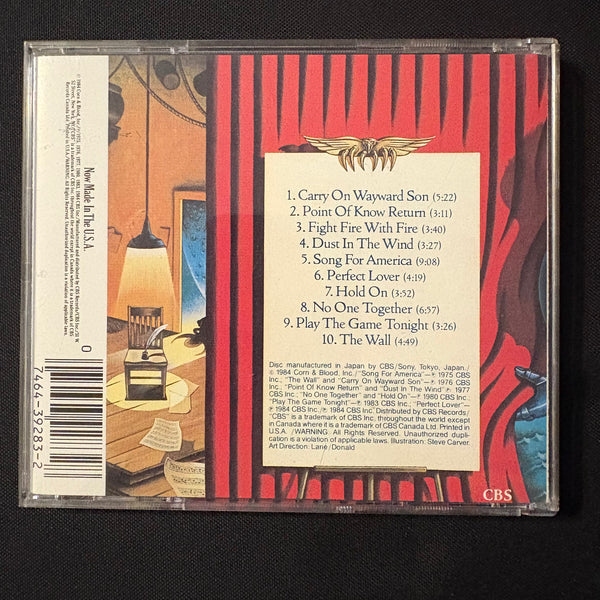 1. Carry On Wayward Son (5:22)
2. Point Of Know Return (3:11)
3. Fight Fire With Fire (3:40)
4. Dust In The Wind (3:27)
5. Song For America (9:08)
6. Perfect Lover (4:19)
7. Hold On (3:52)
8. No One Together (6:57)
9. Play The Game Tonight (3:26)
10. The Wall (4:49)
Disc manufactured in Japan by CBS/Sony, Tokyo, Japan./
℗ 1984 Corn & Blood, Inc./"Song For America"—℗ 1975 CBS
Inc.; "The Wall" and "Carry On Wayward Son"—℗ 1976 CBS
Inc.; "Point Of Know Return" and "Dust In The Wind" ℗ 1977
CBS Inc.; "No One Together" and "Hold On"—℗ 1980 CBS Inc.;
"Play The Game Tonight"—℗ 1983 CBS Inc.; "Perfect Lover"—
℗ 1984 CBS Inc./℗ 1984 CBS Inc. Distributed by CBS Records/
"CBS" is a trademark of CBS Inc. throughout the world except
in Canada where it is a trademark of CBS Canada Ltd. Printed in
U.S.A. /WARNING: All Rights Reserved. Unauthorized dupli-
cation is a violation of applicable laws. Illustration: Steve Carver.
Art Direction: Lane/Donald
CBS
Now Made In The U.S.A.
0
7464-39283-2